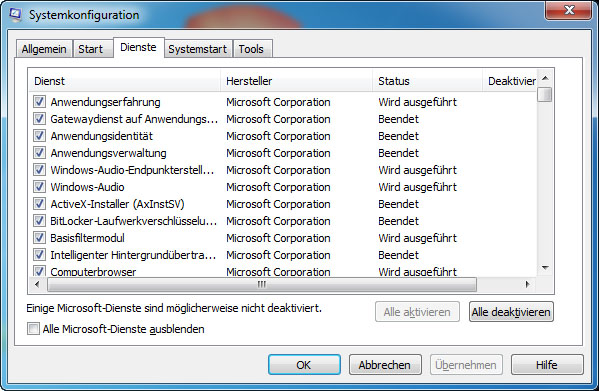 Systemkonfiguration
Allgemein Start Dienste Systemstart Tools
Dienst Hersteller Status Deaktivier
Anwendungserfahrung Microsoft Corporation Wird ausgeführt
Gatewaydienst auf Anwendungs... Microsoft Corporation Beendet
Anwendungsidentität Microsoft Corporation Beendet
Anwendungsverwaltung Microsoft Corporation Beendet
Windows-Audio-Endpunkterstell... Microsoft Corporation Wird ausgeführt
Windows-Audio Microsoft Corporation Wird ausgeführt
ActiveX-Installer (AxInstSV) Microsoft Corporation Beendet
BitLocker-Laufwerkverschlüsselu... Microsoft Corporation Beendet
Basisfiltermodul Microsoft Corporation Wird ausgeführt
Intelligenter Hintergrundübertra... Microsoft Corporation Beendet
Computerbrowser Microsoft Corporation Wird ausgeführt
Einige Microsoft-Dienste sind möglicherweise nicht deaktiviert.
Alle aktivieren Alle deaktivieren
Alle Microsoft-Dienste ausblenden
OK Abbrechen Übernehmen Hilfe